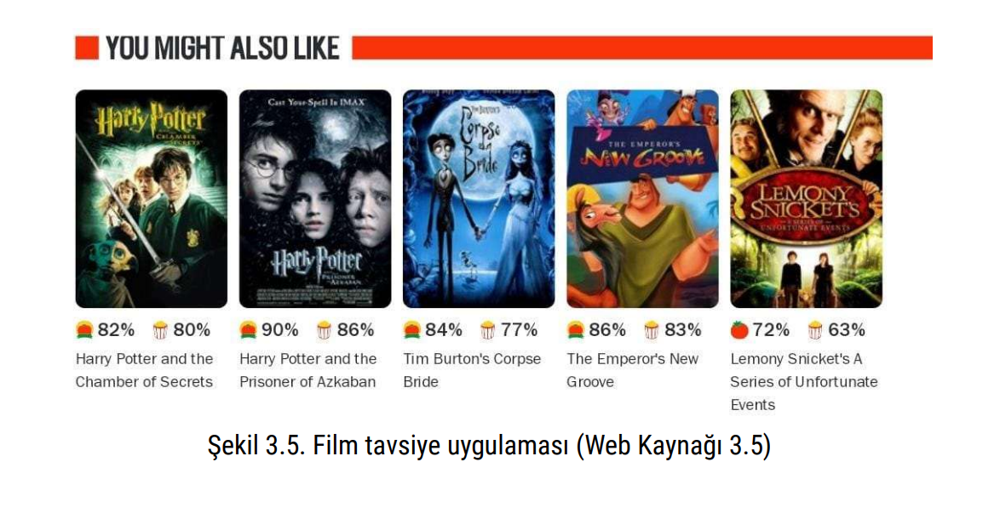 YOU MIGHT ALSO LIKE
Harry Potter
AND THE
CHAMBER
OF SECRETS
Cast Your Spell In IMAX
Harry Potter
AND THE
PRISONER
OF AZKABAN
Tim Burton's
Corpse
Bride
THE EMPEROR'S
NEW GROOVE
LEMONY
SNICKET'S
A SERIES OF
UNFORTUNATE EVENTS
82% 80%
90% 86%
84% 77%
86% 83%
72% 63%
Harry Potter and the
Chamber of Secrets
Harry Potter and the
Prisoner of Azkaban
Tim Burton's Corpse
Bride
The Emperor's New
Groove
Lemony Snicket's A
Series of Unfortunate
Events
Şekil 3.5. Film tavsiye uygulaması (Web Kaynağı 3.5)